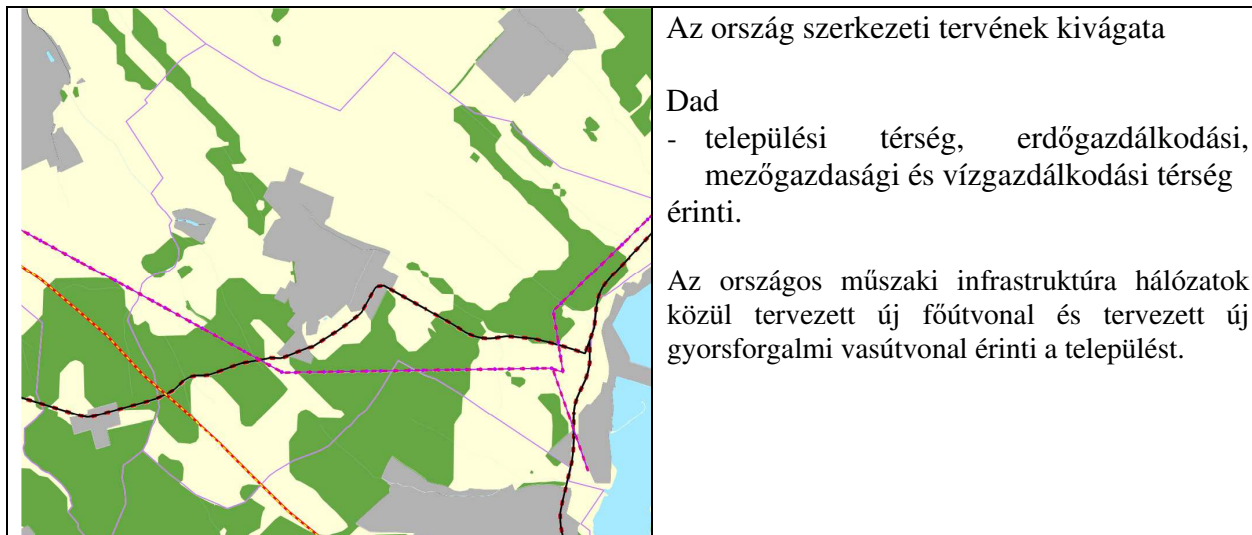 Az ország szerkezeti tervének kivágata
Dad
- települési térség, erdőgazdálkodási,
mezőgazdasági és vízgazdálkodási térség
érinti.
Az országos műszaki infrastruktúra hálózatok
közül tervezett új főútvonal és tervezett új
gyorsforgalmi vasútvonal érinti a települést.